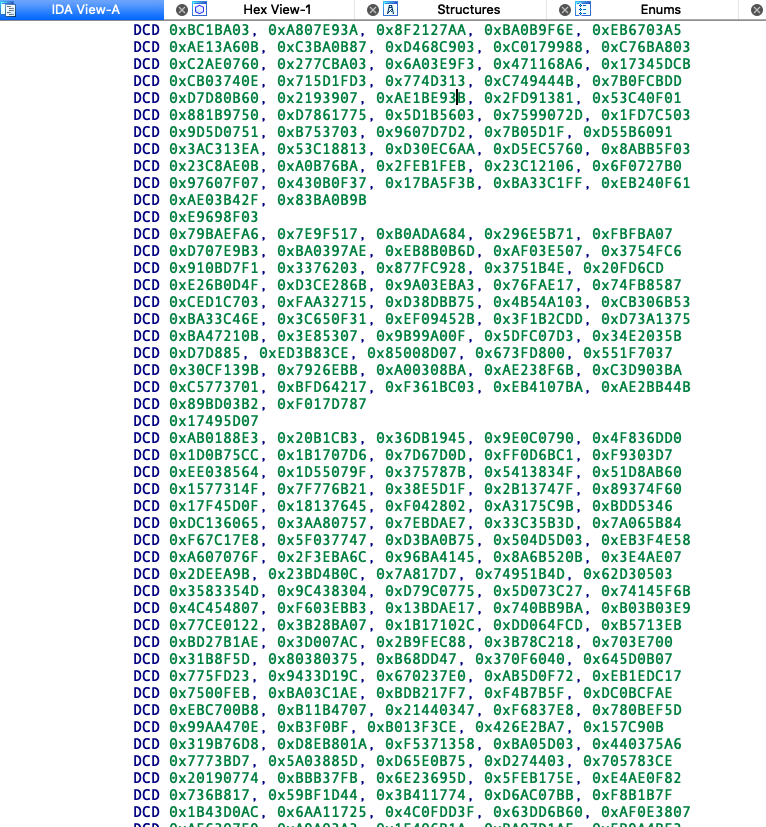 IDA View-A Hex View-1 Structures Enums
DCD 0xBC1BA03, 0xA807E93A, 0x8F2127AA, 0xBA0B9F6E, 0xEB6703A5
DCD 0xAE13A60B, 0xC3BA0B87, 0xD468C903, 0xC0179988, 0xC76BA803
DCD 0xC2AE0760, 0x277CBA03, 0x6A03E9F3, 0x471168A6, 0x17345DCB
DCD 0xCB03740E, 0x715D1FD3, 0x774D313, 0xC749444B, 0x7B0FCBDD
DCD 0xD7D80B60, 0x2193907, 0xAE1BE93B, 0x2FD91381, 0x53C40F01
DCD 0x881B9750, 0xD7861775, 0x5D1B5603, 0x7599072D, 0x1FD7C503
DCD 0x9D5D0751, 0xB753703, 0x9607D7D2, 0x7B05D1F, 0xD55B6091
DCD 0x3AC313EA, 0x53C18813, 0xD30EC6AA, 0xD5EC5760, 0x8ABB5F03
DCD 0x23C8AE0B, 0xA0B76BA, 0x2FEB1FEB, 0x23C12106, 0x6F0727B0
DCD 0x97607F07, 0x430B0F37, 0x17BA5F3B, 0xBA33C1FF, 0xEB240F61
DCD 0xAE03B42F, 0x83BA0B9B
DCD 0xE9698F03
DCD 0x79BAEFA6, 0x7E9F517, 0xB0ADA684, 0x296E5B71, 0xFBFBA07
DCD 0xD707E9B3, 0xBA0397AE, 0xEB8B0B6D, 0xAF03E507, 0x3754FC6
DCD 0x910BD7F1, 0x3376203, 0x877FC928, 0x3751B4E, 0x20FD6CD
DCD 0xE26B0D4F, 0xD3CE286B, 0x9A03EBA3, 0x76FAE17, 0x74FB8587
DCD 0xCED1C703, 0xFAA32715, 0xD38DBB75, 0x4B54A103, 0xCB306B53
DCD 0xBA33C46E, 0x3C650F31, 0xEF09452B, 0x3F1B2CDD, 0xD73A1375
DCD 0xBA47210B, 0x3E85307, 0x9B99A00F, 0x5DFC07D3, 0x34E2035B
DCD 0xD7D885, 0xED3B83CE, 0x85008D07, 0x673FD800, 0x551F7037
DCD 0x30CF139B, 0x7926EBB, 0xA00308BA, 0xAE238F6B, 0xC3D903BA
DCD 0xC5773701, 0xBFD64217, 0xF361BC03, 0xEB4107BA, 0xAE2BB44B
DCD 0x89BD03B2, 0xF017D787
DCD 0x17495D07
DCD 0xAB0188E3, 0x20B1CB3, 0x36DB1945, 0x9E0C0790, 0x4F836DD0
DCD 0x1D0B75CC, 0x1B1707D6, 0x7D67D0D, 0xFF0D6BC1, 0xF9303D7
DCD 0xEE038564, 0x1D55079F, 0x375787B, 0x5413834F, 0x51D8AB60
DCD 0x1577314F, 0x7F776B21, 0x38E5D1F, 0x2B13747F, 0x89374F60
DCD 0x17F45D0F, 0x18137645, 0xF042802, 0xA3175C9B, 0xBDD5346
DCD 0xDC136065, 0x3AA80757, 0x7EBDAE7, 0x33C35B3D, 0x7A065B84
DCD 0xF67C17E8, 0x5F037747, 0xD3BA0B75, 0x504D5D03, 0xEB3F4E58
DCD 0xA607076F, 0x2F3EBA6C, 0x96BA4145, 0x8A6B520B, 0x3E4AE07
DCD 0x2DEEA9B, 0x23BD4B0C, 0x7A817D7, 0x74951B4D, 0x62D30503
DCD 0x3583354D, 0x9C438304, 0xD79C0775, 0x5D073C27, 0x74145F6B
DCD 0x4C454807, 0xF603EBB3, 0x13BDAE17, 0x740BB9BA, 0xB03B03E9
DCD 0x77CE0122, 0x3B28BA07, 0x1B17102C, 0xDD064FCD, 0xB5713EB
DCD 0xBD27B1AE, 0x3D007AC, 0x2B9FEC88, 0x3B78C218, 0x703E700
DCD 0x31B8F5D, 0x80380375, 0xB68DD47, 0x370F6040, 0x645D0B07
DCD 0x775FD23, 0x9433D19C, 0x670237E0, 0xAB5D0F72, 0xEB1EDC17
DCD 0x7500FEB, 0xBA03C1AE, 0xBDB217F7, 0xF4B7B5F, 0xDC0BCFAE
DCD 0xEBC700B8, 0xB11B4707, 0x21440347, 0xF6837E8, 0x780BEF5D
DCD 0x99AA470E, 0xB3F0BF, 0xB013F3CE, 0x426E2BA7, 0x157C90B
DCD 0x319B76D8, 0xD8EB801A, 0xF5371358, 0xBA05D03, 0x440375A6
DCD 0x7773BD7, 0x5A03885D, 0xD65E0B75, 0xD274403, 0x705783CE
DCD 0x20190774, 0xBBB37FB, 0x6E23695D, 0x5FEB175E, 0xE4AE0F82
DCD 0x736B817, 0x59BF1D44, 0x3B411774, 0xD6AC07BB, 0xF8B1B7F
DCD 0x1B43D0AC, 0x6AA11725, 0x4C0FDD3F, 0x63DD6B60, 0xAF0E3807